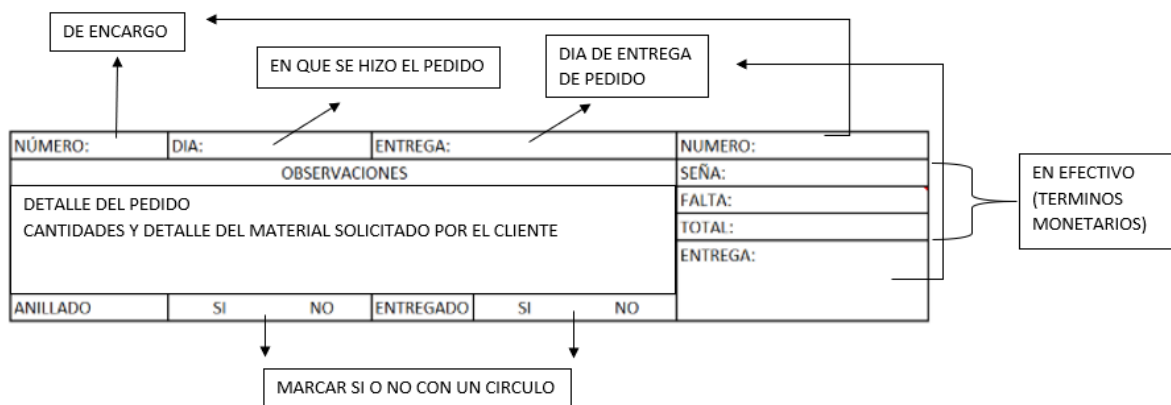 DE ENCARGO
EN QUE SE HIZO EL PEDIDO
DIA DE ENTREGA
DE PEDIDO
NÚMERO: DIA: ENTREGA: NUMERO:
OBSERVACIONES SEÑA:
DETALLE DEL PEDIDO
CANTIDADES Y DETALLE DEL MATERIAL SOLICITADO POR EL CLIENTE
FALTA:
TOTAL:
ENTREGA:
EN EFECTIVO
(TERMINOS
MONETARIOS)
ANILLADO SI NO ENTREGADO SI NO
MARCAR SI O NO CON UN CIRCULO